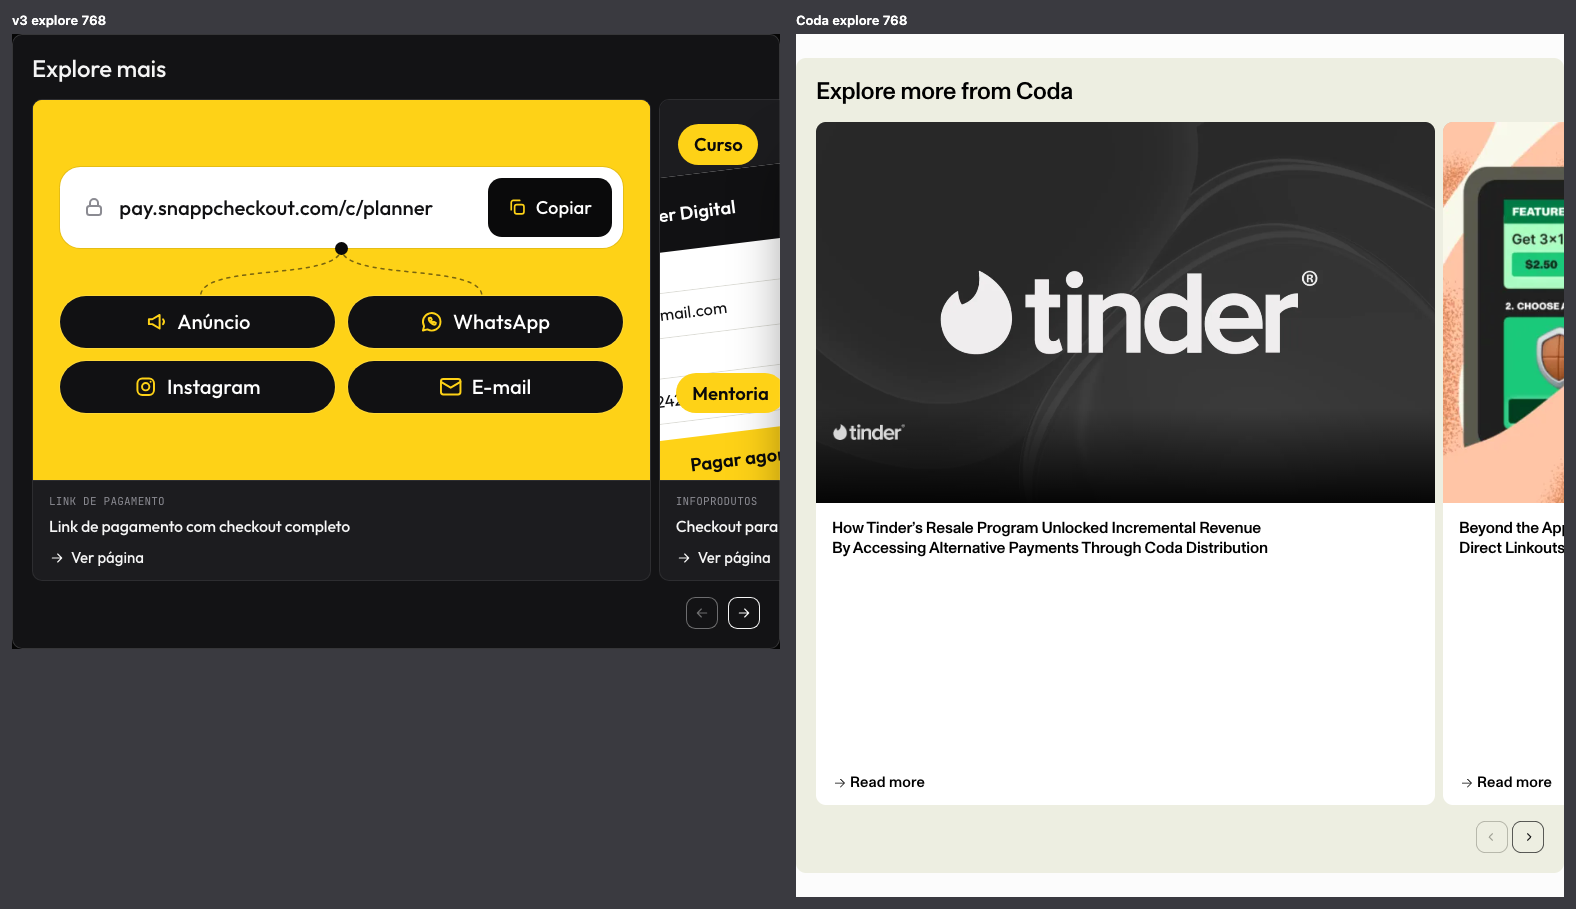 v3 explore 768
Explore mais
pay.snappcheckout.com/c/planner
Copiar
Anúncio
WhatsApp
Instagram
E-mail
LINK DE PAGAMENTO
Link de pagamento com checkout completo
Ver página
Curso
er Digital
mail.com
242
Mentoria
Pagar agor
INFOPRODUTOS
Checkout para
Ver página
Coda explore 768
Explore more from Coda
tinder®
tinder
How Tinder's Resale Program Unlocked Incremental Revenue
By Accessing Alternative Payments Through Coda Distribution
Read more
FEATURE
Get 3×1
$2.50
2. CHOOSE A
Beyond the App
Direct Linkouts
Read more